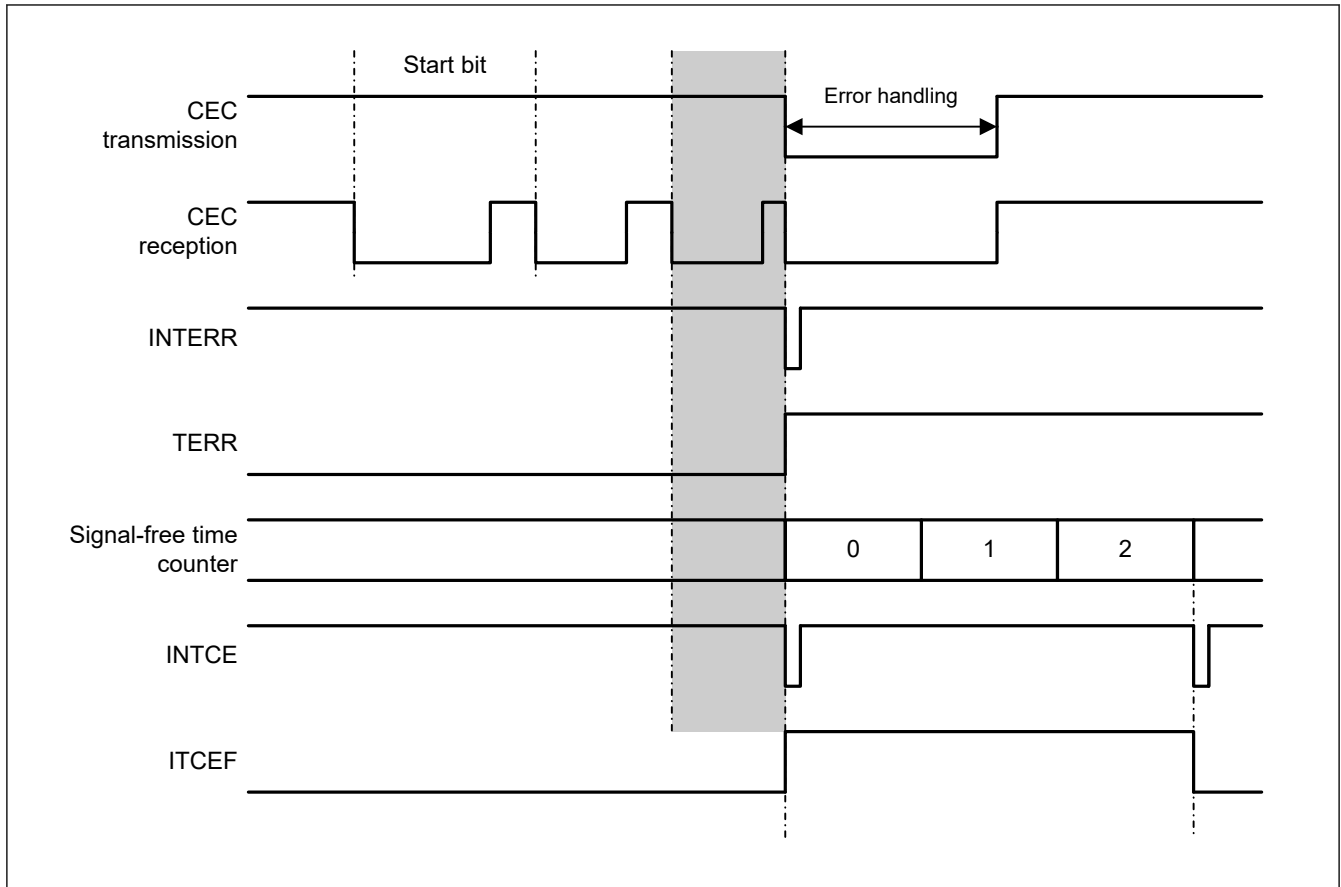 Start bit
CEC
transmission
Error handling
CEC
reception
INTERR
TERR
Signal-free time
counter
0 1 2
INTCE
ITCEF